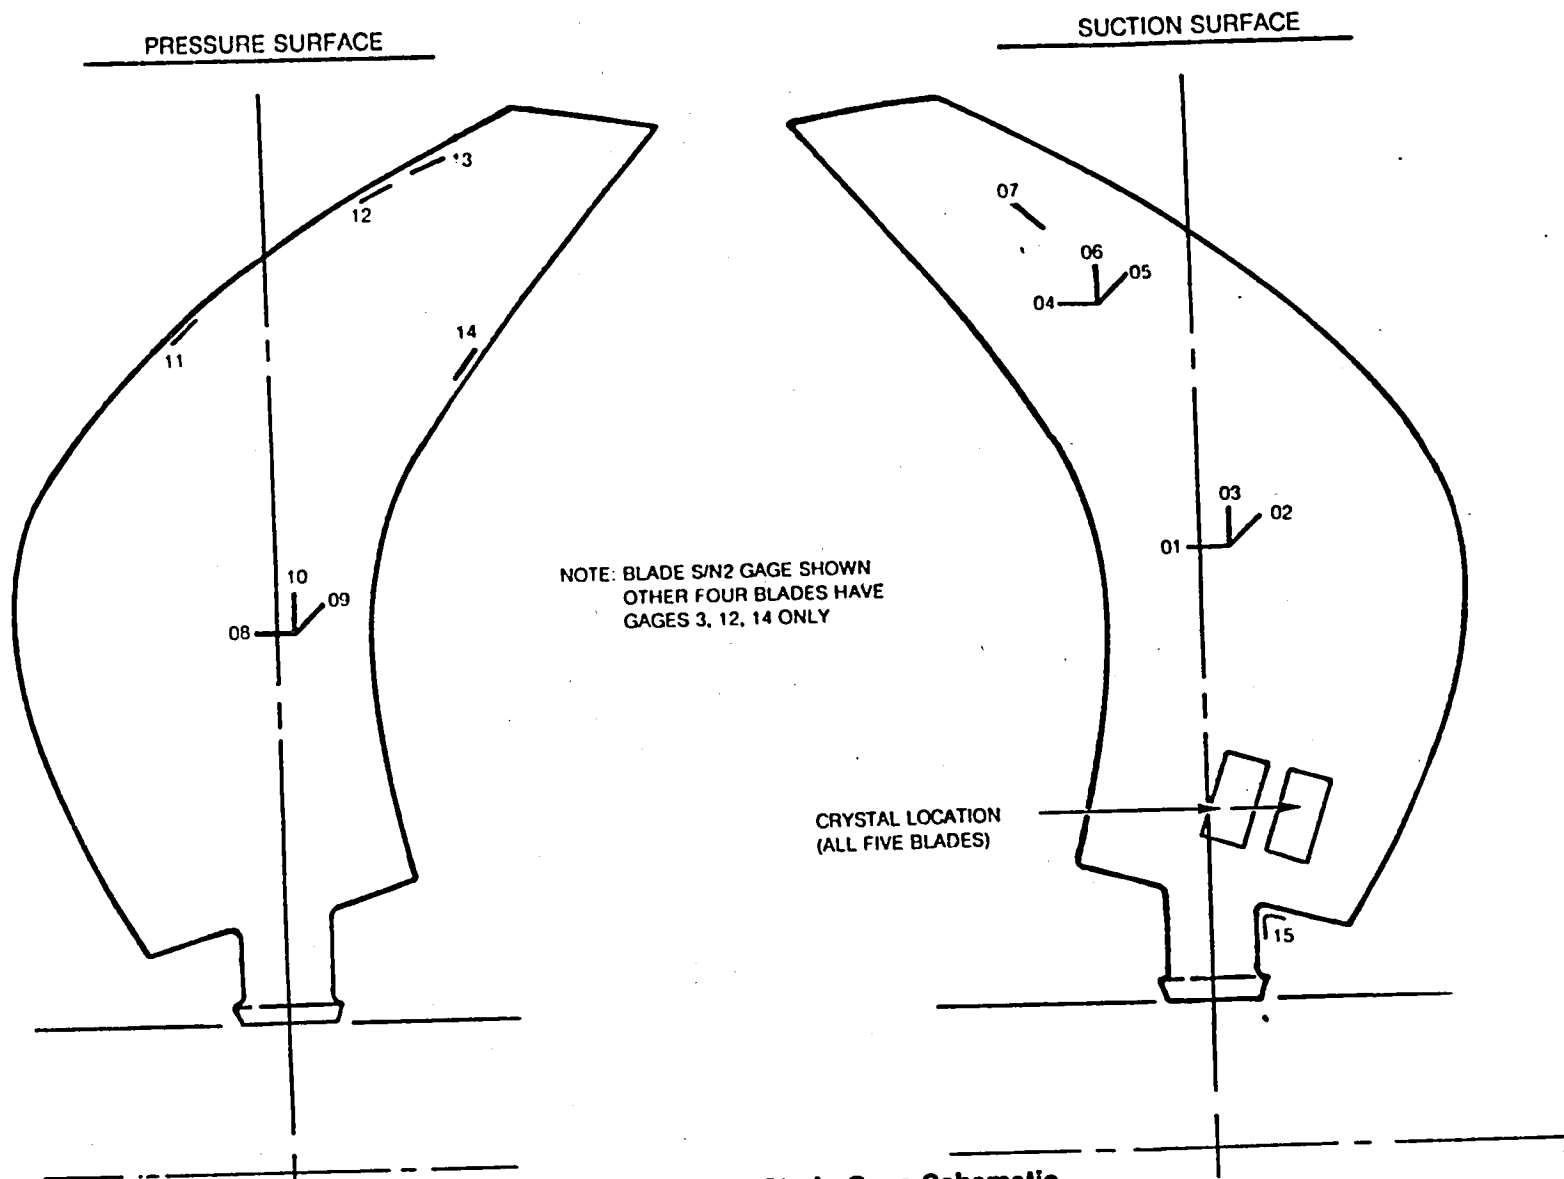 PRESSURE SURFACE
SUCTION SURFACE
13
12
11
14
10
09
08
07
06
05
04
03
02
01
NOTE: BLADE S/N2 GAGE SHOWN
OTHER FOUR BLADES HAVE
GAGES 3, 12, 14 ONLY
CRYSTAL LOCATION
(ALL FIVE BLADES)
15
Schematic